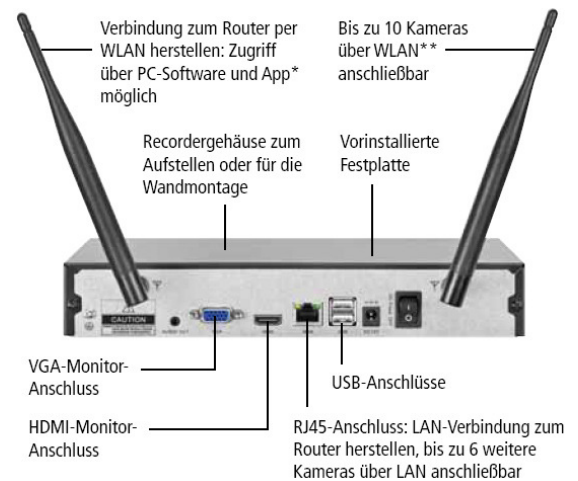 Verbindung zum Router per
WLAN herstellen: Zugriff
über PC-Software und App*
möglich
Bis zu 10 Kameras
über WLAN**
anschließbar
Recordergehäuse zum
Aufstellen oder für die
Wandmontage
Vorinstallierte
Festplatte
CAUTION
AUDIO OUT
VGA-Monitor-
Anschluss
HDMI-Monitor-
Anschluss
USB-Anschlüsse
RJ45-Anschluss: LAN-Verbindung zum
Router herstellen, bis zu 6 weitere
Kameras über LAN anschließbar